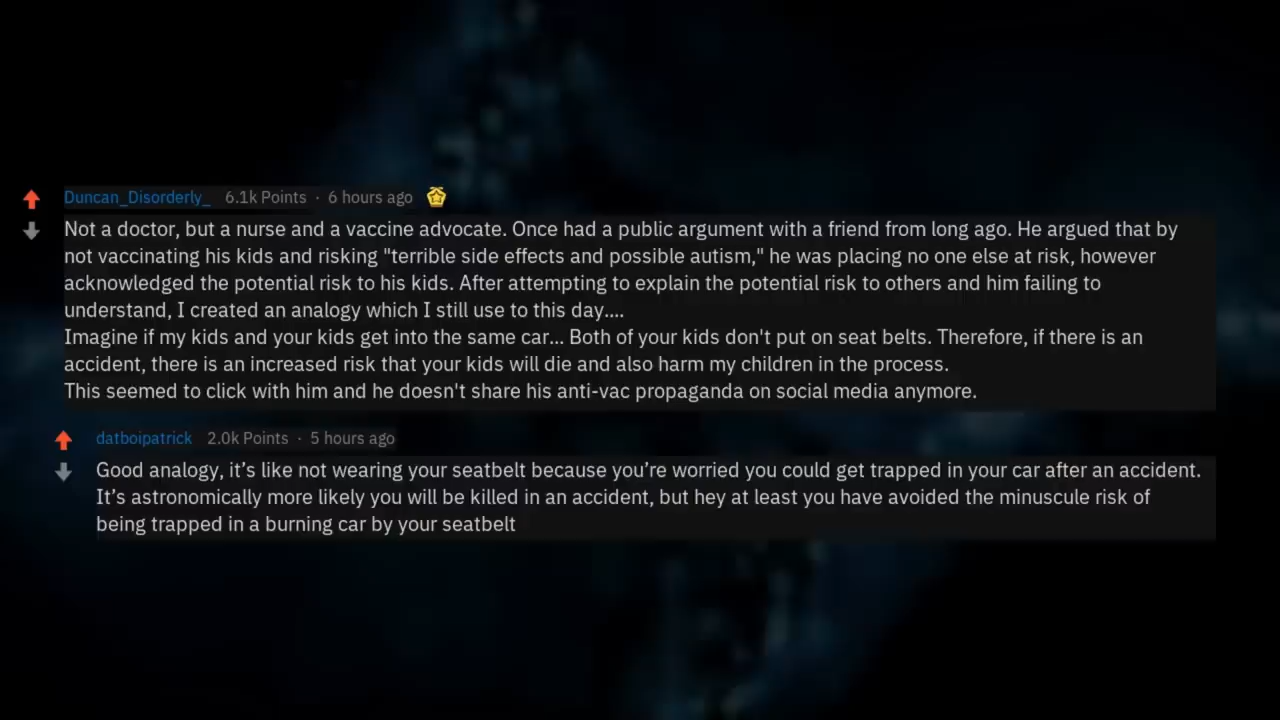 Duncan_Disorderly_ 6.1k Points · 6 hours ago
Not a doctor, but a nurse and a vaccine advocate. Once had a public argument with a friend from long ago. He argued that by
not vaccinating his kids and risking "terrible side effects and possible autism," he was placing no one else at risk, however
acknowledged the potential risk to his kids. After attempting to explain the potential risk to others and him failing to
understand, I created an analogy which I still use to this day....
Imagine if my kids and your kids get into the same car... Both of your kids don't put on seat belts. Therefore, if there is an
accident, there is an increased risk that your kids will die and also harm my children in the process.
This seemed to click with him and he doesn't share his anti-vac propaganda on social media anymore.
datboipatrick 2.0k Points · 5 hours ago
Good analogy, it’s like not wearing your seatbelt because you’re worried you could get trapped in your car after an accident.
It’s astronomically more likely you will be killed in an accident, but hey at least you have avoided the minuscule risk of
being trapped in a burning car by your seatbelt